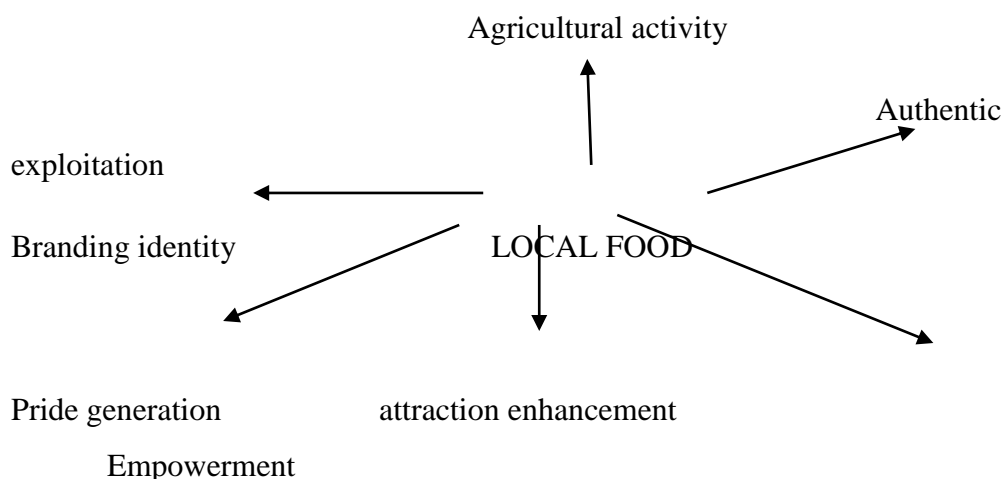 Agricultural activity
Authentic
exploitation
Branding identity LOCAL FOOD
Pride generation attraction enhancement
Empowerment